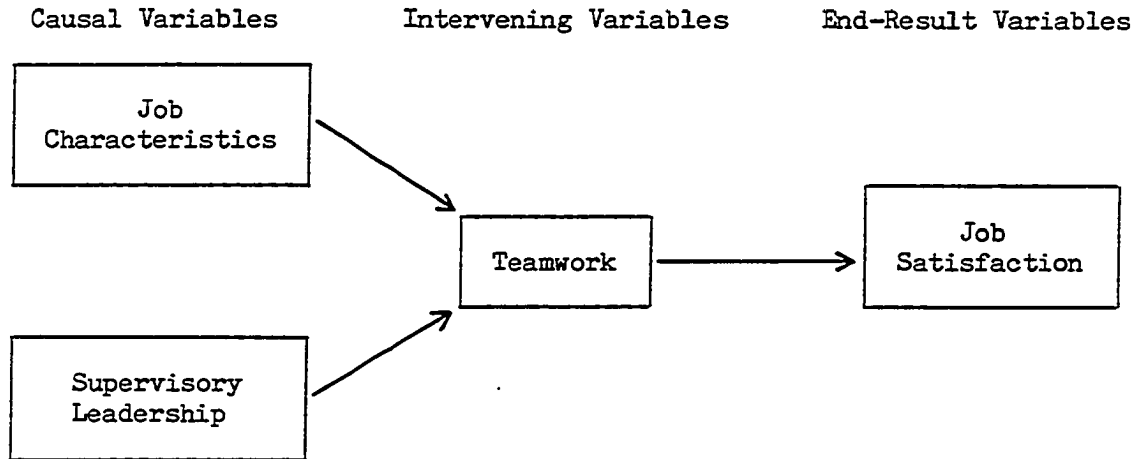 Causal Variables
Intervening Variables
End-Result Variables
Job
Characteristics
Teamwork
Job
Satisfaction
Supervisory
Leadership